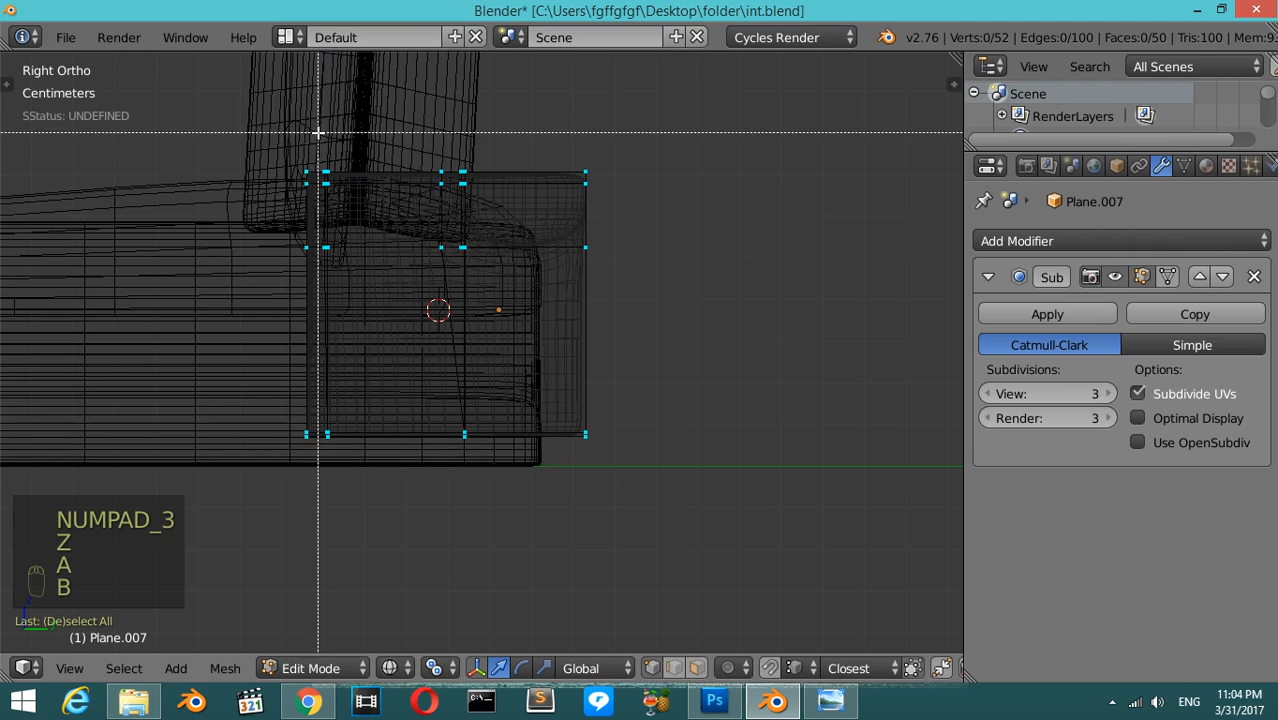 Blender* [C:\Users\fgffgfgf\Desktop\folder\int.blend]
File Render Window Help Default Scene Cycles Render v2.76 | Verts:0/52 | Edges:0/100 | Faces:0/50 | Tris:100 | Mem:9
Right Ortho
Centimeters
SStatus: UNDEFINED
View Search All Scenes
Scene
RenderLayers
Plane.007
Add Modifier
Sub
Apply Copy
Catmull-Clark Simple
Subdivisions: Options:
View: 3 Subdivide UVs
Render: 3 Optimal Display
Use OpenSubdiv
NUMPAD_3
Z
A
B
Last: (De)select All
(1) Plane.007
View Select Add Mesh Edit Mode Global Closest
321
Ps
ENG
11:04 PM
3/31/2017